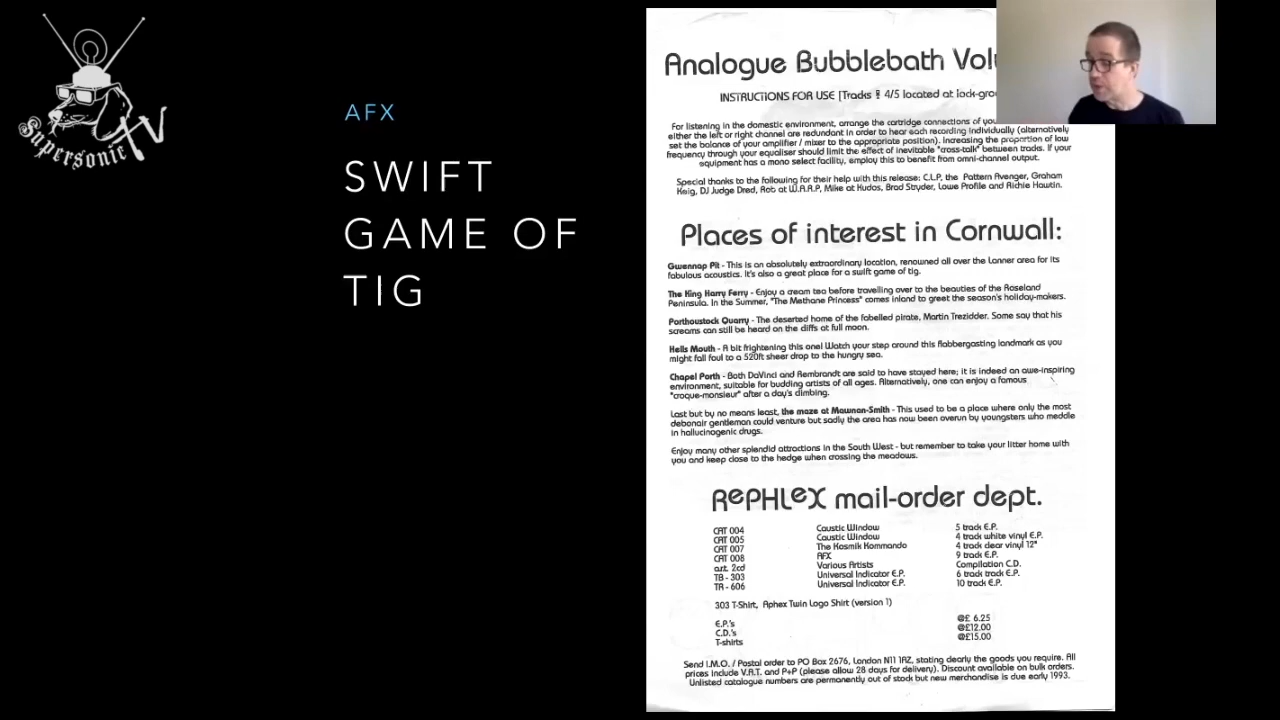 Supersonic TV
AFX
SWIFT
GAME OF
TIG
Analogue Bubblebath
INSTRUCTIONS FOR USE [Tracks 4/5 located at lock-
For listening in the domestic environment, arrange the cartridge connections of
either the left or right channel are redundant in order to hear each recording individually (alternatively
set the balance of your amplifier / mixer to the appropriate position). Increasing the proportion of low
frequency through your equaliser should limit the effect of inevitable "cross-talk" between tracks. If your
equipment has a mono select facility, employ this to benefit from omni-channel output.
Special thanks to the following for their help with this release: C.L.P, the Pattern Avenger, Graham
Keig, DJ Judge Dred, Rob at W.A.R.P, Mike at Kudos, Brad Stryder, Lowe Profile and Richie Hawtin.
Places of interest in Cornwall:
Gwennap Pit - This is an absolutely extraordinary location, renowned all over the Lanner area for its
fabulous acoustics. It's also a great place for a swift game of tig.
The King Harry Ferry - Enjoy a cream tea before travelling over to the beauties of the Roseland
Peninsula. In the Summer, "The Methane Princess" comes inland to greet the season's holiday-makers.
Porthoustock Quarry - The deserted home of the fabelled pirate, Martin Trezidder. Some say that his
screams can still be heard on the cliffs at full moon.
Hells Mouth - A bit frightening this one! Watch your step around this flabbergasting landmark as you
might fall foul to a 520ft sheer drop to the hungry sea.
Chapel Porth - Both DaVinci and Rembrandt are said to have stayed here; it is indeed an awe-inspiring
environment, suitable for budding artists of all ages. Alternatively, one can enjoy a famous
"croque-monsieur" after a day's climbing.
Last but by no means least, the maze at Mawnan-Smith - This used to be a place where only the most
debonair gentleman could venture but sadly the area has now been overun by youngsters who meddle
in hallucinogenic drugs.
Enjoy many other splendid attractions in the South West - but remember to take your litter home with
you and keep close to the hedge when crossing the meadows.
REPHLEX mail-order dept.
CAT 004 Caustic Window 5 track E.P.
CAT 005 Caustic Window 4 track white vinyl E.P.
CAT 007 The Kosmik Kommando 4 track clear vinyl 12"
CAT 008 AFX 9 track E.P.
art. 2cd Various Artists Compilation C.D.
TB - 303 Universal Indicator E.P. 6 track track E.P.
TR - 606 Universal Indicator E.P. 10 track E.P.
303 T-Shirt, Aphex Twin Logo Shirt (version 1)
E.P.'s @£ 6.25
C.D.'s @£12.00
T-shirts @£15.00
Send I.M.O. / Postal order to PO Box 2676, London N11 1AZ, stating clearly the goods you require. All
prices include V.A.T. and P+P (please allow 28 days for delivery). Discount available on bulk orders.
Unlisted catalogue numbers are permanently out of stock but new merchandise is due early 1993.